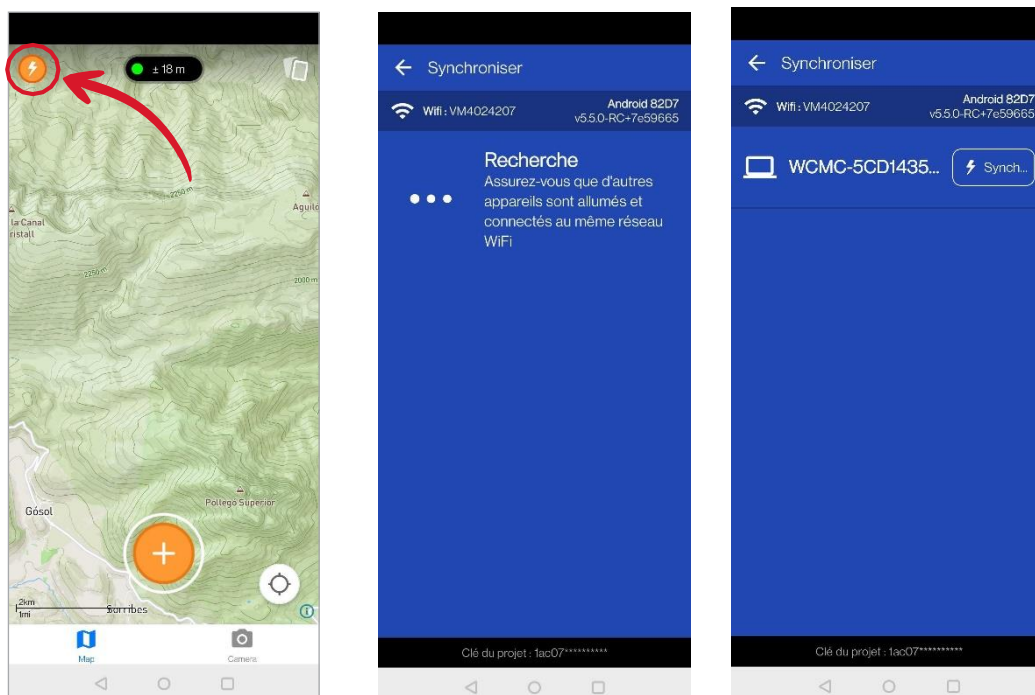 ± 18 m
2250 m
Aguiló
la Canal
ristall
2250 m
2000 m
Gósol
Pollegó Superior
2km
1mi
Sorribes
Map
Camera
Synchroniser
Wifi : VM4024207
Android 82D7
v5.5.0-RC+7e59665
Recherche
Assurez-vous que d'autres
appareils sont allumés et
connectés au même réseau
WiFi
Clé du projet : 1ac07**********
Synchroniser
Wifi : VM4024207
Android 82D7
v5.5.0-RC+7e59665
WCMC-5CD1435...
Synch...
Clé du projet : 1ac07**********